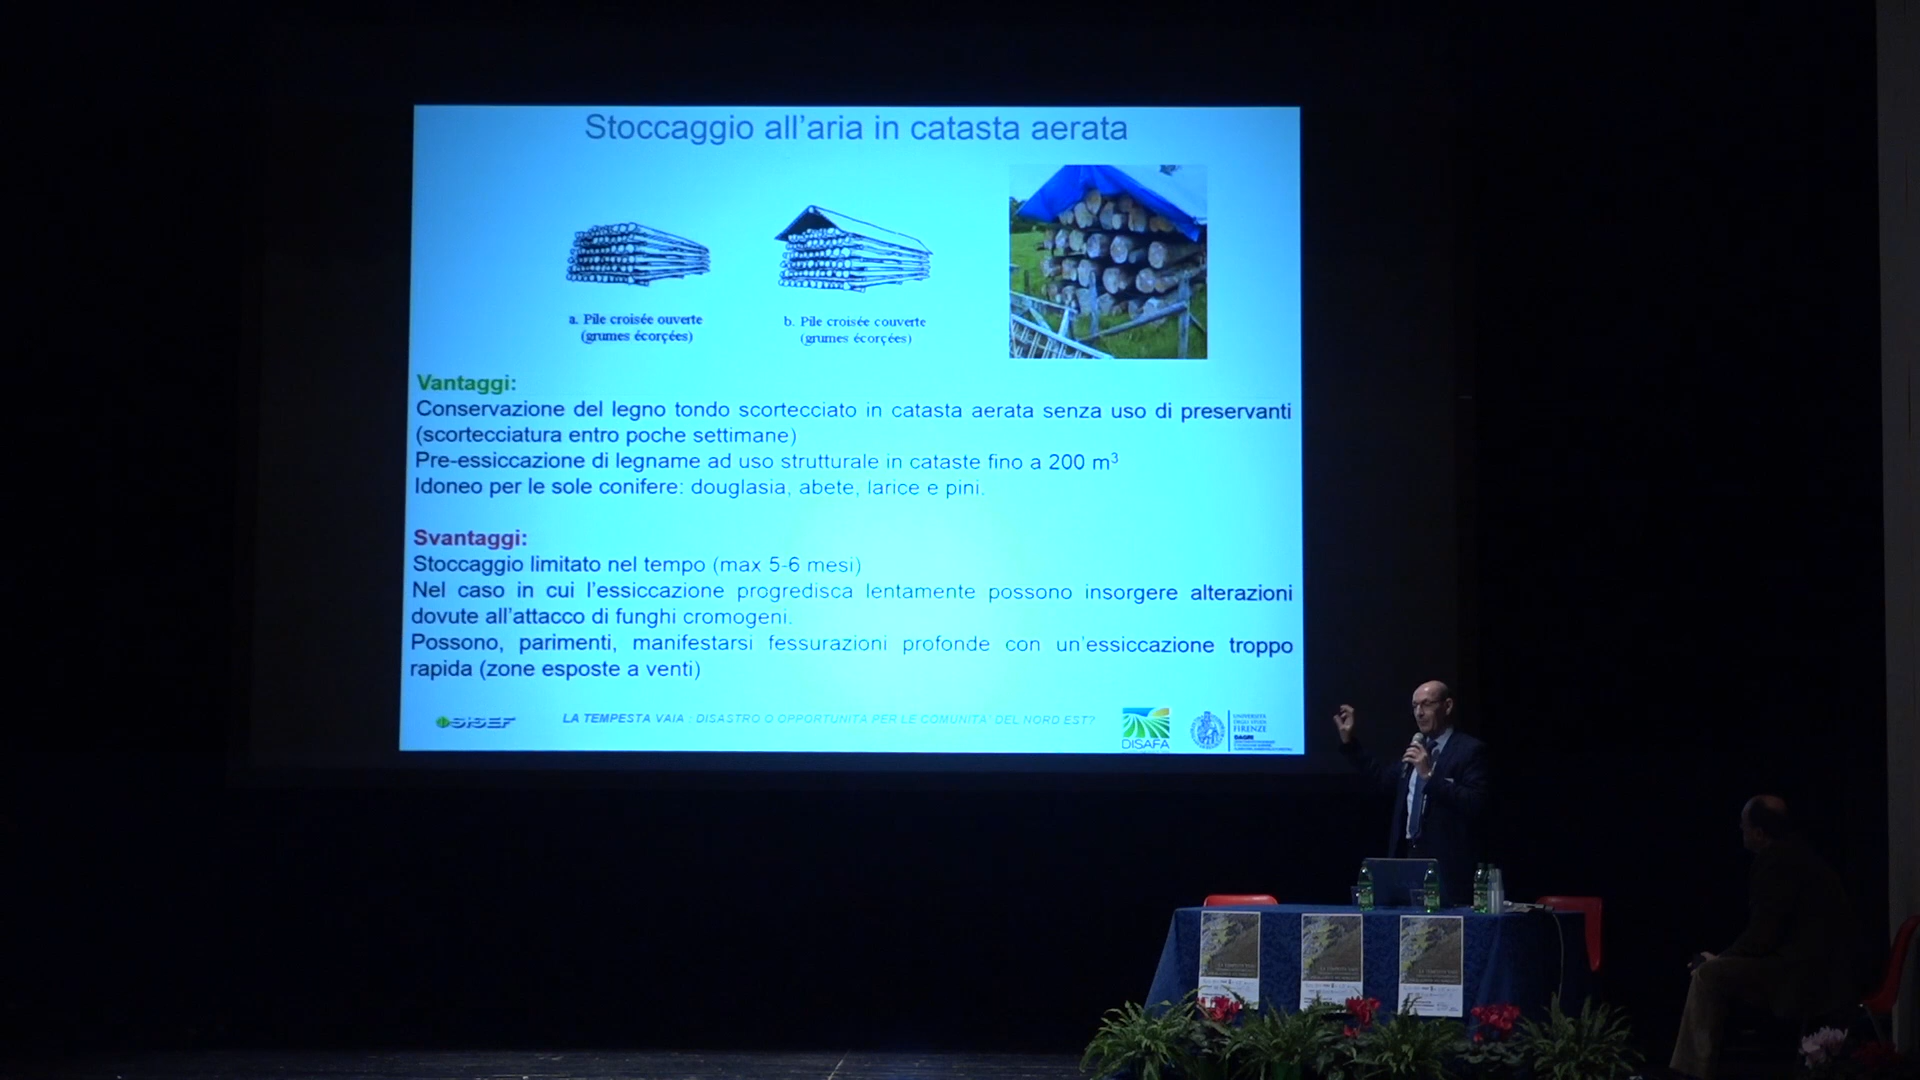 Stoccaggio all'aria in catasta aerata
a. Pile croisée ouverte
(grumes écorçées)
b. Pile croisée couverte
(grumes écorçées)
Vantaggi:
Conservazione del legno tondo scortecciato in catasta aerata senza uso di preservanti
(scortecciatura entro poche settimane)
Pre-essiccazione di legname ad uso strutturale in cataste fino a 200 m³
Idoneo per le sole conifere: douglasia, abete, larice e pini.
Svantaggi:
Stoccaggio limitato nel tempo (max 5-6 mesi)
Nel caso in cui l'essiccazione progredisca lentamente possono insorgere alterazioni
dovute all'attacco di funghi cromogeni.
Possono, parimenti, manifestarsi fessurazioni profonde con un'essiccazione troppo
rapida (zone esposte a venti)
SISEF
LA TEMPESTA VAIA : DISASTRO O OPPORTUNITA' PER LE COMUNITA' DEL NORD EST?
DISAFA
UNIVERSITÀ
DEGLI STUDI
FIRENZE
DAGRI